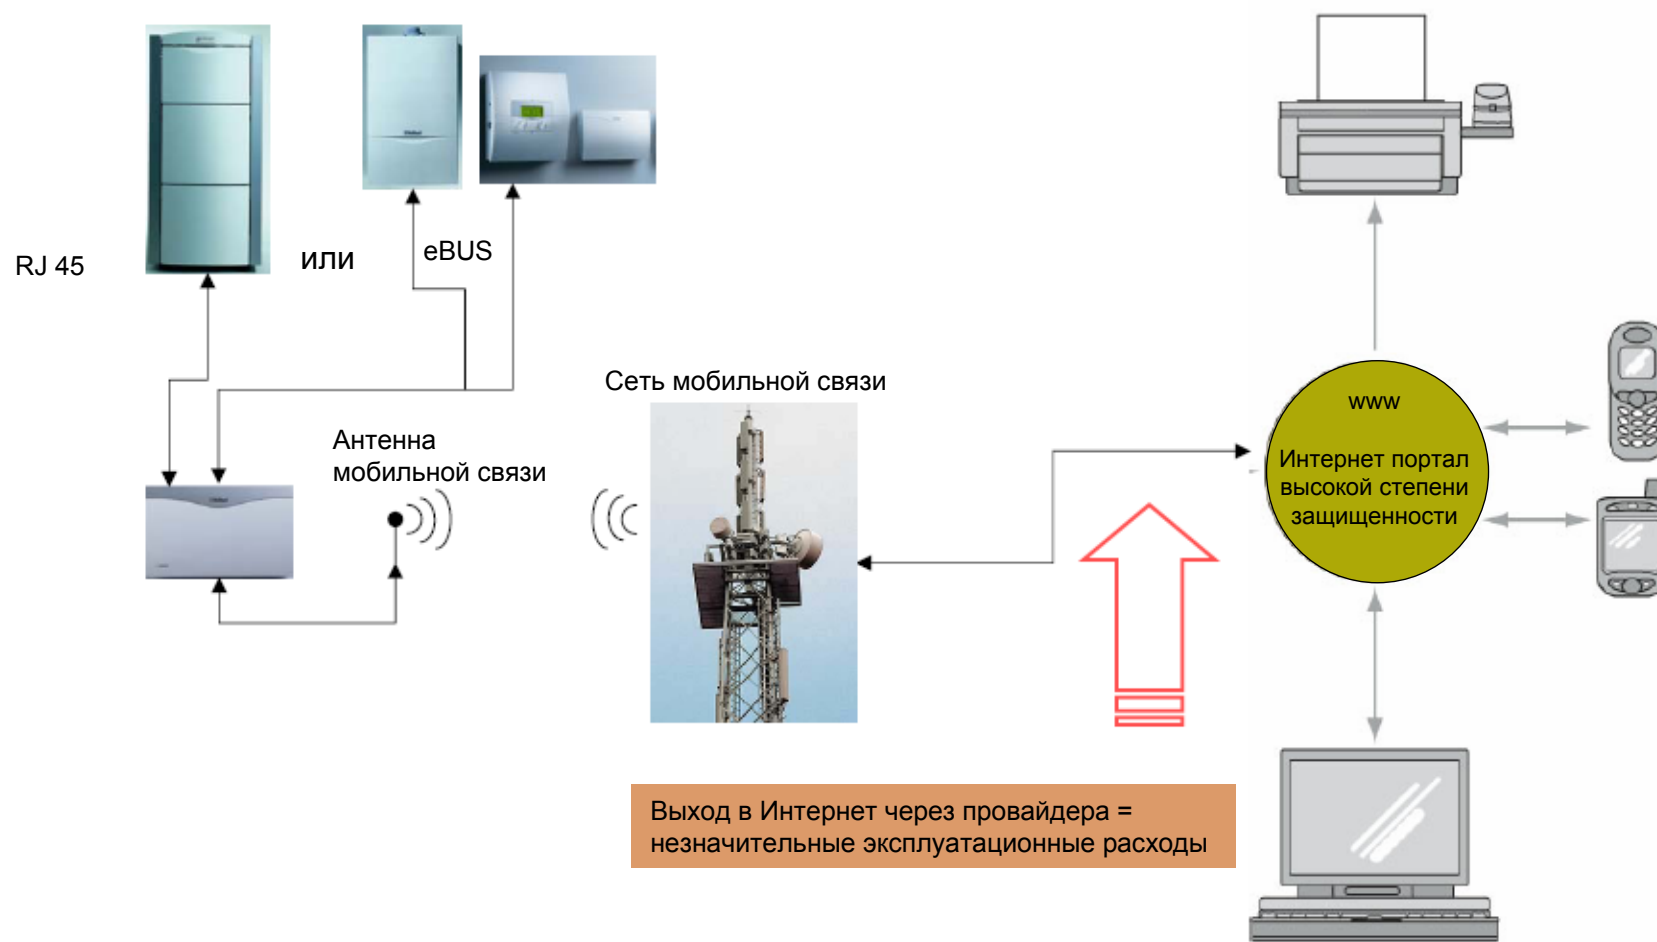 RJ 45
или
eBUS
Сеть мобильной связи
Антенна
мобильной связи
www
Интернет портал
высокой степени
защищенности
Выход в Интернет через провайдера =
незначительные эксплуатационные расходы